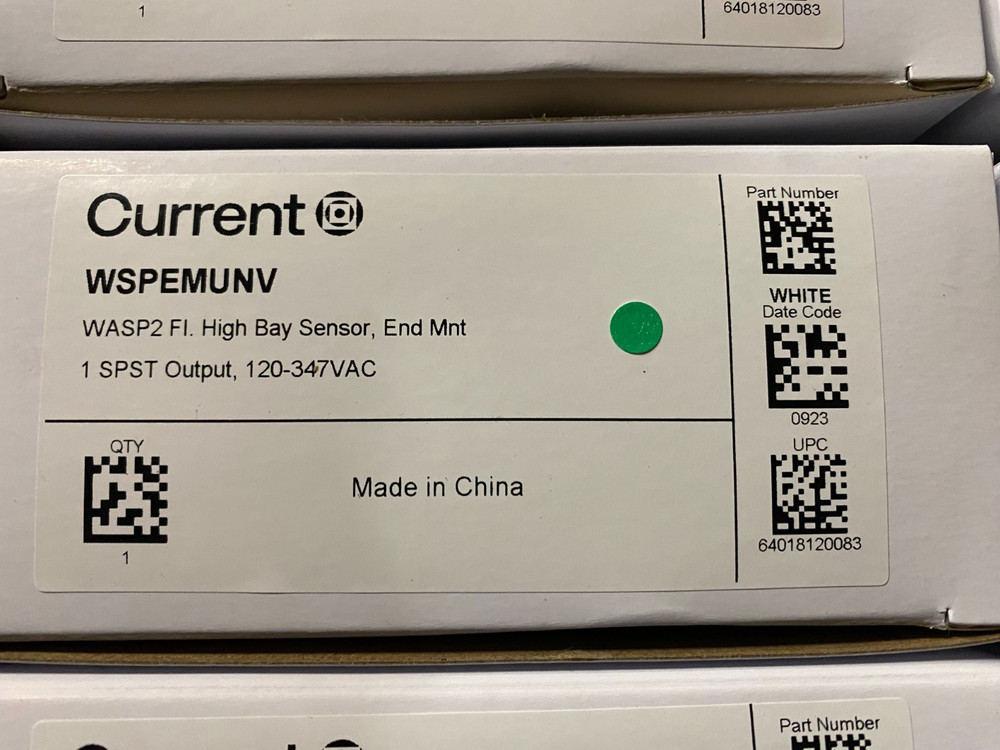 1
64018120083
Current
WSPEMUNV
WASP2 Fl. High Bay Sensor, End Mnt
1 SPST Output, 120-347VAC
Part Number
WHITE
Date Code
0923
UPC
64018120083
QTY
1
Made in China
Part Number